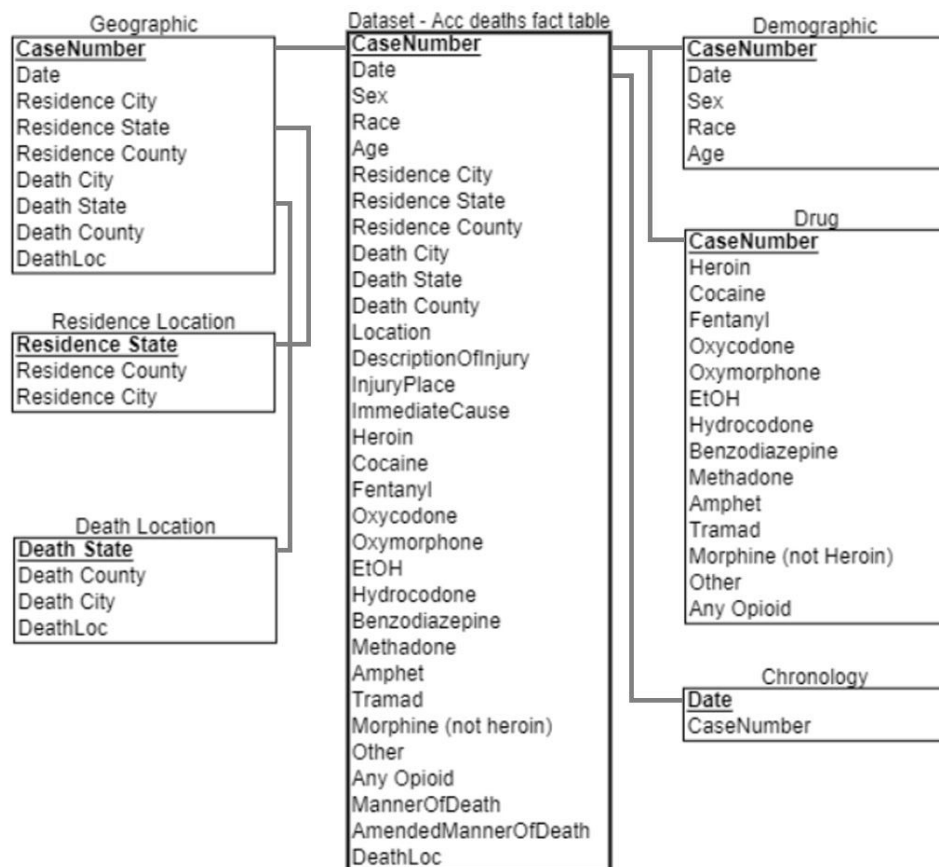 Geographic
CaseNumber
Date
Residence City
Residence State
Residence County
Death City
Death State
Death County
DeathLoc
Residence Location
Residence State
Residence County
Residence City
Death Location
Death State
Death County
Death City
DeathLoc
Dataset - Acc deaths fact table
CaseNumber
Date
Sex
Race
Age
Residence City
Residence State
Residence County
Death City
Death State
Death County
Location
DescriptionOfInjury
InjuryPlace
ImmediateCause
Heroin
Cocaine
Fentanyl
Oxycodone
Oxymorphone
EtOH
Hydrocodone
Benzodiazepine
Methadone
Amphet
Tramad
Morphine (not heroin)
Other
Any Opioid
MannerOfDeath
AmendedMannerOfDeath
DeathLoc
Demographic
CaseNumber
Date
Sex
Race
Age
Drug
CaseNumber
Heroin
Cocaine
Fentanyl
Oxycodone
Oxymorphone
EtOH
Hydrocodone
Benzodiazepine
Methadone
Amphet
Tramad
Morphine (not Heroin)
Other
Any Opioid
Chronology
Date
CaseNumber